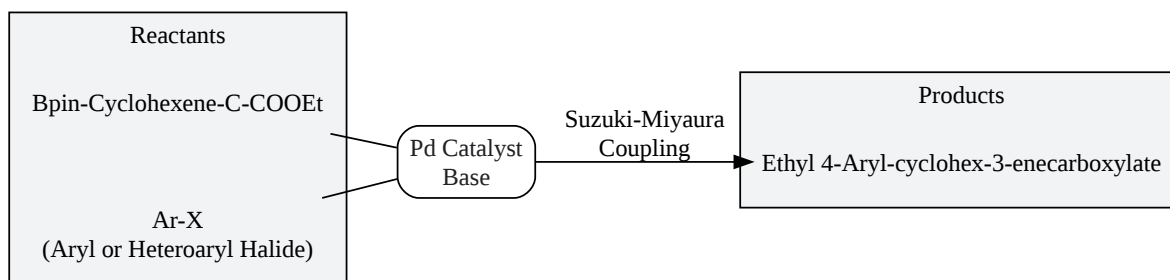 Reactants
Bpin-Cyclohexene-C-COOEt
Ar-X
(Aryl or Heteroaryl Halide)
Pd Catalyst
Base
Suzuki-Miyaura
Coupling
Products
Ethyl 4-Aryl-cyclohex-3-enecarboxylate